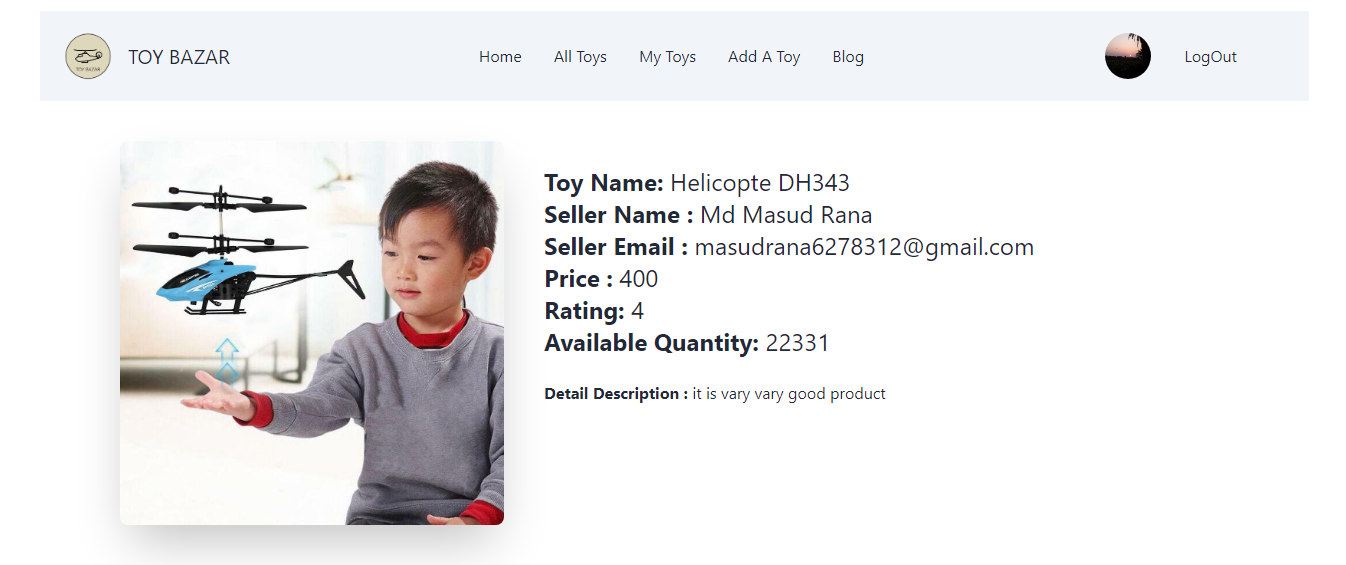 TOY BAZAR
Home
All Toys
My Toys
Add A Toy
Blog
LogOut
TOY BAZAR
Toy Name: Helicopte DH343
Seller Name : Md Masud Rana
Seller Email : masudrana6278312@gmail.com
Price : 400
Rating: 4
Available Quantity: 22331
Detail Description : it is vary vary good product